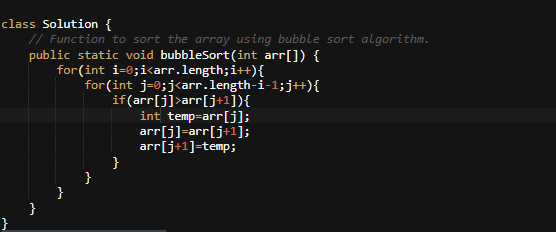 class Solution {
    // Function to sort the array using bubble sort algorithm.
    public static void bubbleSort(int arr[]) {
        for(int i=0;i<arr.length;i++){
            for(int j=0;j<arr.length-i-1;j++){
                if(arr[j]>arr[j+1]){
                    int temp=arr[j];
                    arr[j]=arr[j+1];
                    arr[j+1]=temp;
                }
            }
        }
    }
}